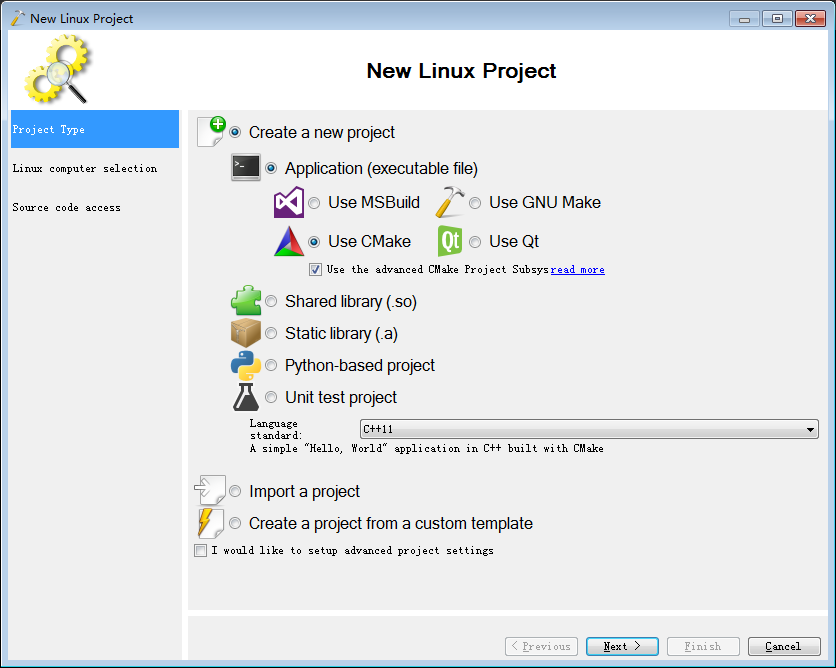 New Linux Project
New Linux Project
Project Type
Linux computer selection
Source code access
Create a new project
Application (executable file)
Use MSBuild
Use GNU Make
Use CMake
Qt
Use Qt
Use the advanced CMake Project Subsys read more
Shared library (.so)
Static library (.a)
Python-based project
Unit test project
Language
standard:
C++11
A simple "Hello, World" application in C++ built with CMake
Import a project
Create a project from a custom template
I would like to setup advanced project settings
< Previous
Next >
Finish
Cancel